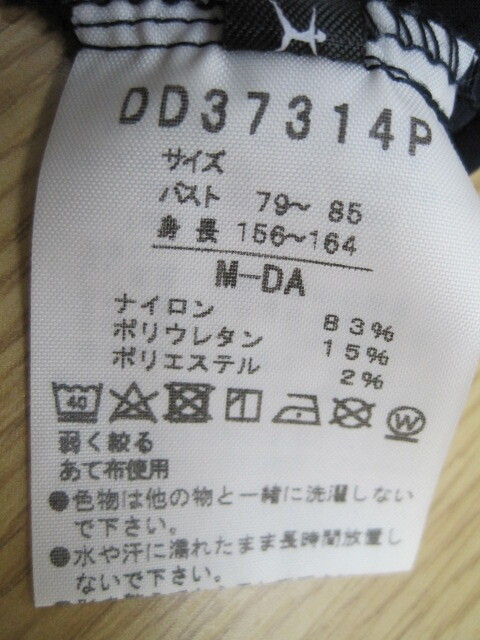 DD37314P
サイズ
バスト 79~ 85
身 長 156~164
M-DA
ナイロン 83%
ポリウレタン 15%
ポリエステル 2%
40 W
弱く絞る
あて布使用
●色物は他の物と一緒に洗濯しない
で下さい。
●水や汗に濡れたまま長時間放置し
ないで下さい。